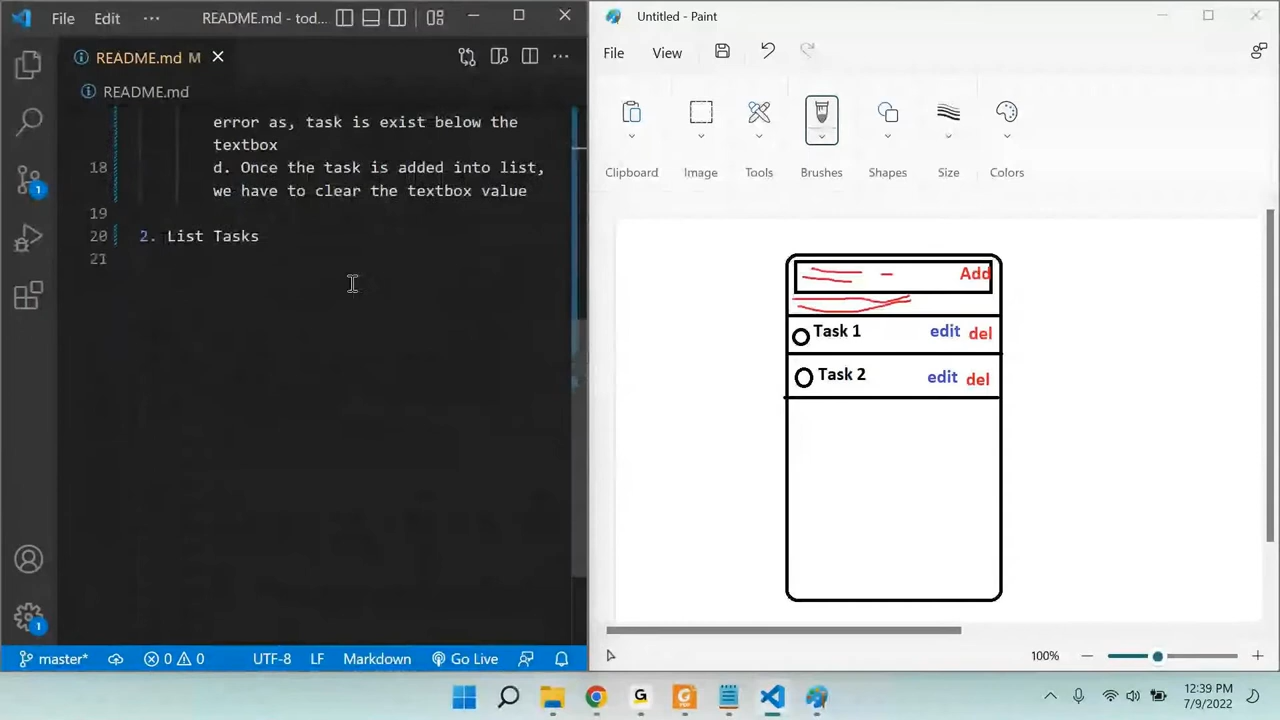 File Edit ··· README.md - tod...
README.md M
README.md
error as, task is exist below the
textbox
18 d. Once the task is added into list,
we have to clear the textbox value
19
20 2. List Tasks
21
1
1
master* 0 0 UTF-8 LF Markdown Go Live
Untitled - Paint
File View
Clipboard Image Tools Brushes Shapes Size Colors
Add
Task 1 edit del
Task 2 edit del
100%
G
12:39 PM
7/9/2022